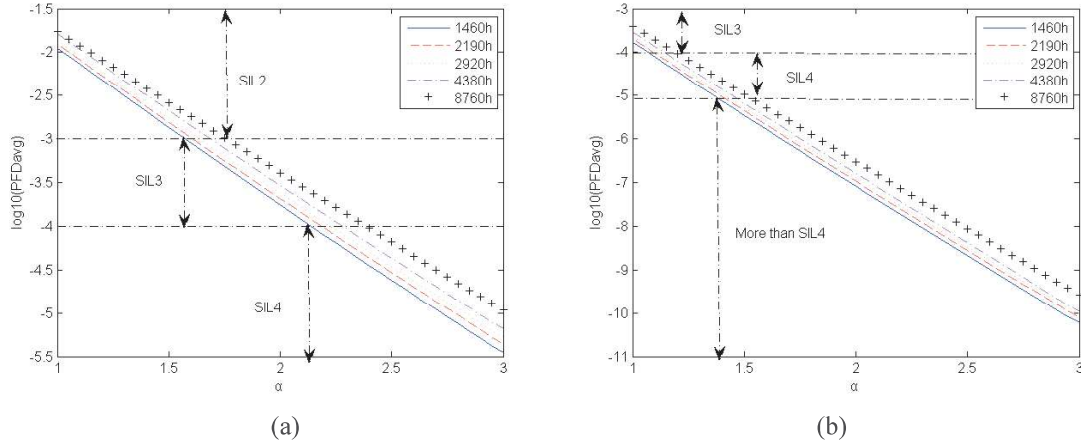 -1.5
-2
-2.5
-3
-3.5
-4
-4.5
-5
-5.5
log10(PFDavg)
SIL2
SIL3
SIL4
1460h
2190h
2920h
4380h
8760h
1
1.5
2
2.5
3
α
(a)
-3
-4
-5
-6
-7
-8
-9
-10
-11
log10(PFDavg)
SIL3
SIL4
More than SIL4
1460h
2190h
2920h
4380h
8760h
1
1.5
2
2.5
3
α
(b)